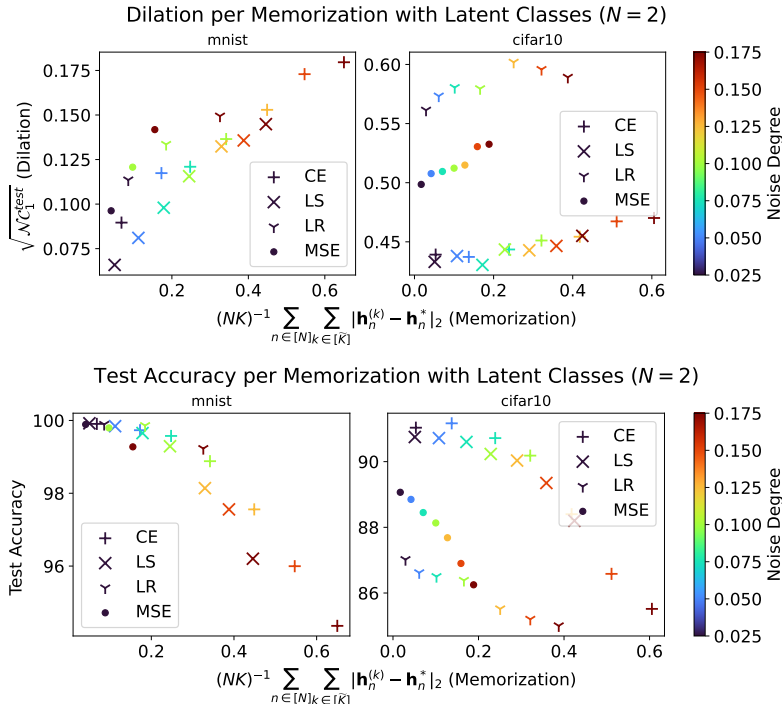 Dilation per Memorization with Latent Classes (N = 2)
mnist
cifar10
0.175
0.150
0.125
0.100
0.075
√NC₁ᵗᵉˢᵗ (Dilation)
CE
LS
LR
MSE
0.2
0.4
0.6
0.60
0.55
0.50
0.45
CE
LS
LR
MSE
0.0
0.2
0.4
0.6
0.175
0.150
0.125
0.100
0.075
0.050
0.025
Noise Degree
(NK)⁻¹ ∑ ∑ |h_n^(k) − h_n^*|₂ (Memorization)
n∈[N] k∈[K̃]
Test Accuracy per Memorization with Latent Classes (N = 2)
mnist
cifar10
100
98
96
94
Test Accuracy
CE
LS
LR
MSE
0.2
0.4
0.6
90
88
86
CE
LS
LR
MSE
0.0
0.2
0.4
0.6
0.175
0.150
0.125
0.100
0.075
0.050
0.025
Noise Degree
(NK)⁻¹ ∑ ∑ |h_n^(k) − h_n^*|₂ (Memorization)
n∈[N] k∈[K̃]